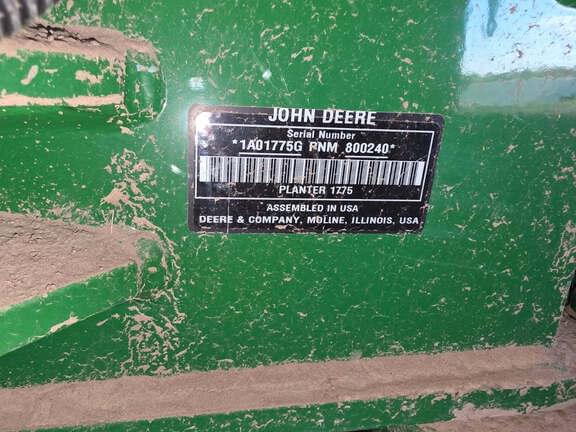 JOHN DEERE
Serial Number
*1A01775G PNM 800240*
PLANTER 1775
ASSEMBLED IN USA
DEERE & COMPANY, MOLINE, ILLINOIS, USA